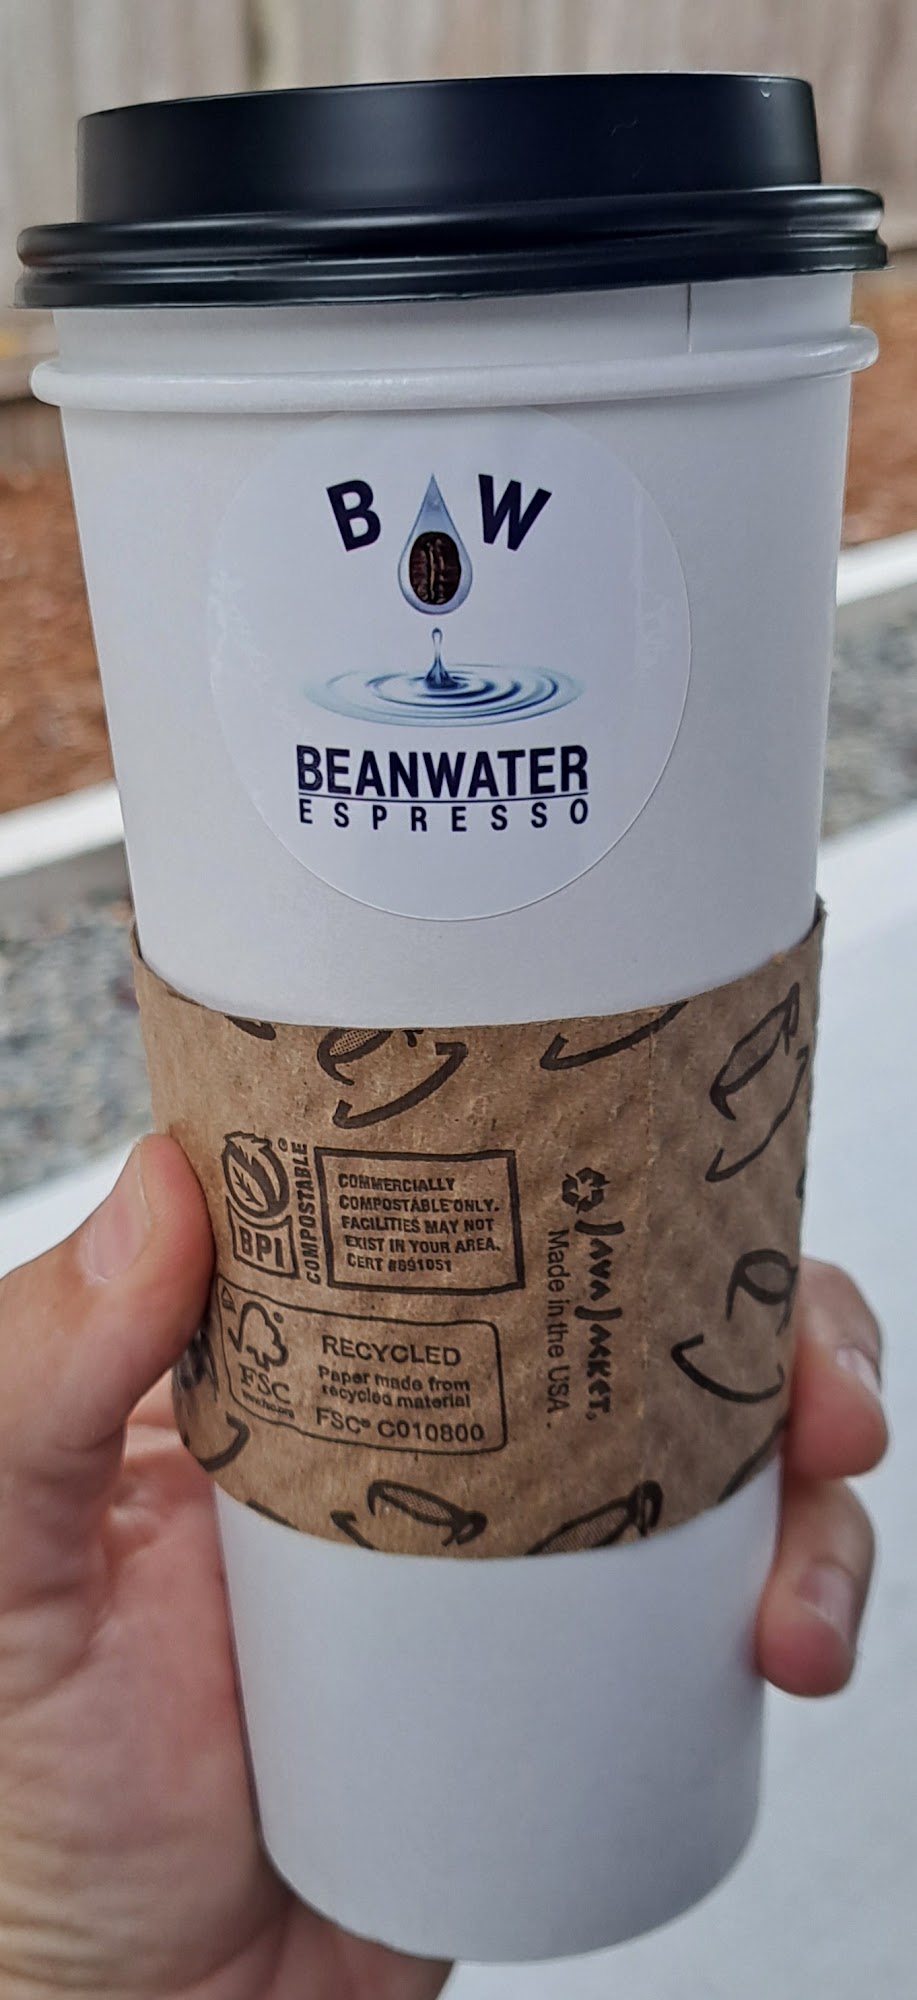 B W
BEANWATER
ESPRESSO
BPI
®
COMPOSTABLE
COMMERCIALLY
COMPOSTABLE ONLY.
FACILITIES MAY NOT
EXIST IN YOUR AREA.
CERT #891051
FSC
RECYCLED
Paper made from
recycled material
FSC® C010800
JAVA JACKET,
Made in the USA.